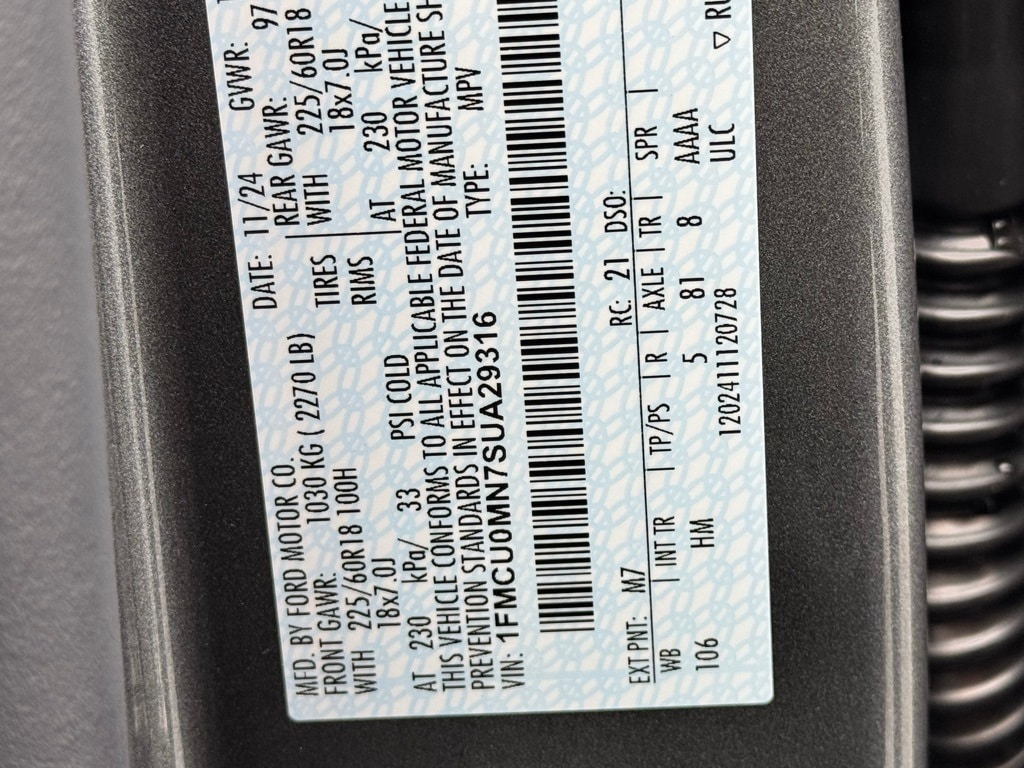 MFD. BY FORD MOTOR CO. DATE: 11/24 GVWR:
FRONT GAWR: 1030 KG ( 2270 LB) REAR GAWR: 97
WITH 225/60R18 100H TIRES WITH 225/60R18
18x7.0J RIMS 18x7.0J
AT 230 kPa/ 33 PSI COLD AT 230 kPa/
THIS VEHICLE CONFORMS TO ALL APPLICABLE FEDERAL MOTOR VEHICLE
PREVENTION STANDARDS IN EFFECT ON THE DATE OF MANUFACTURE SH
VIN: 1FMCU0MN7SUA29316 TYPE: MPV
EXT PNT: M7 RC: 21 DSO:
WB | INT TR | TP/PS | R | AXLE | TR | SPR |
106 HM 5 81 8 AAAA
1202411120728 ULC ▽ RU